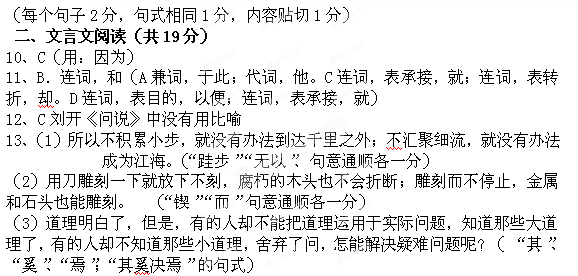 （每个句子2分，句式相同1分，内容贴切1分）
二、文言文阅读（共19分）
10、C（用：因为）
11、B．连词，和（A兼词，于此；代词，他。C连词，表承接，就；连词，表转
折，却。D连词，表目的，以便；连词，表承接，就）
12、C 刘开《问说》中没有用比喻
13、（1）所以不积累小步，就没有办法到达千里之外；不汇聚细流，就没有办法
成为江海。（“跬步”“无以”、句意通顺各一分）
（2）用刀雕刻一下就放下不刻，腐朽的木头也不会折断；雕刻而不停止，金属
和石头也能雕刻。 （“锲”“而”句意通顺各一分）
（3）道理明白了，但是，有的人却不能把道理运用于实际问题，知道那些大道
理了，有的人却不知道那些小道理，舍弃了问，怎能解决疑难问题呢？（ “其”、
“奚”、“焉”；“其奚决焉”的句式）